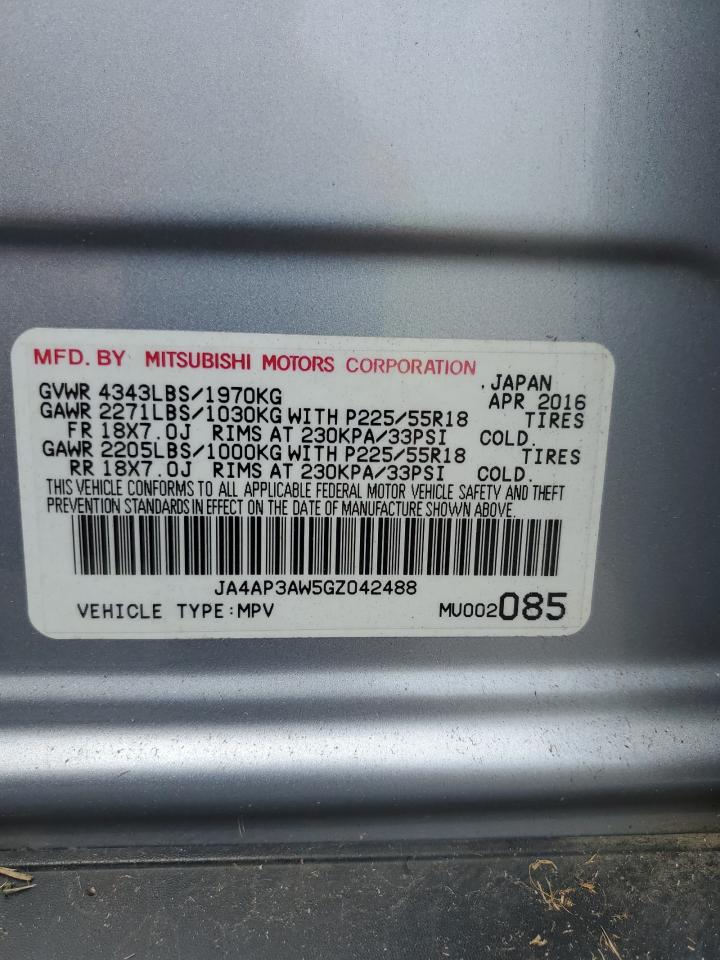 MFD. BY MITSUBISHI MOTORS CORPORATION
GVWR 4343LBS/1970KG . JAPAN
APR 2016
GAWR 2271LBS/1030KG WITH P225/55R18 TIRES
FR 18X7.0J RIMS AT 230KPA/33PSI COLD.
GAWR 2205LBS/1000KG WITH P225/55R18 TIRES
RR 18X7.0J RIMS AT 230KPA/33PSI COLD.
THIS VEHICLE CONFORMS TO ALL APPLICABLE FEDERAL MOTOR VEHICLE SAFETY AND THEFT
PREVENTION STANDARDS IN EFFECT ON THE DATE OF MANUFACTURE SHOWN ABOVE.
JA4AP3AW5GZ042488
VEHICLE TYPE:MPV MU002085